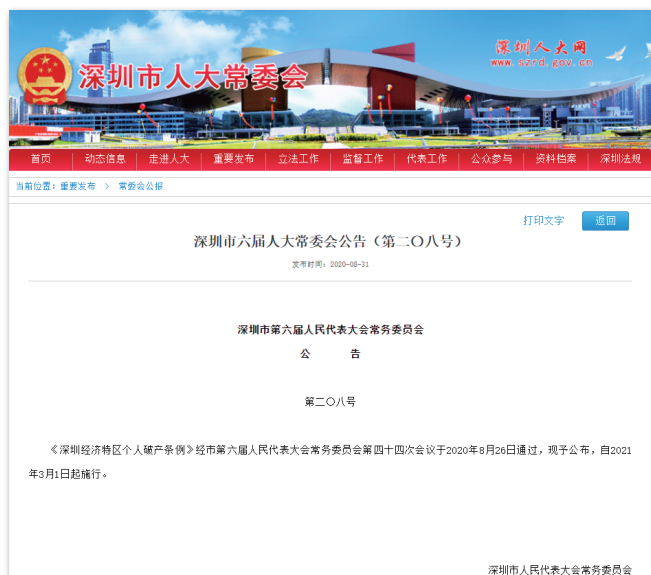 深圳人大网
www.szrd.gov.cn
深圳市人大常委会
首页 动态信息 走进人大 重要发布 立法工作 监督工作 代表工作 公众参与 资料档案 深圳法规
当前位置：重要发布 > 常委会公报
打印文字 返回
深圳市六届人大常委会公告（第二〇八号）
发布时间：2020-08-31
深圳市第六届人民代表大会常务委员会
公 告
第二〇八号
《深圳经济特区个人破产条例》经市第六届人民代表大会常务委员会第四十四次会议于2020年8月26日通过，现予公布，自2021
年3月1日起施行。
深圳市人民代表大会常务委员会